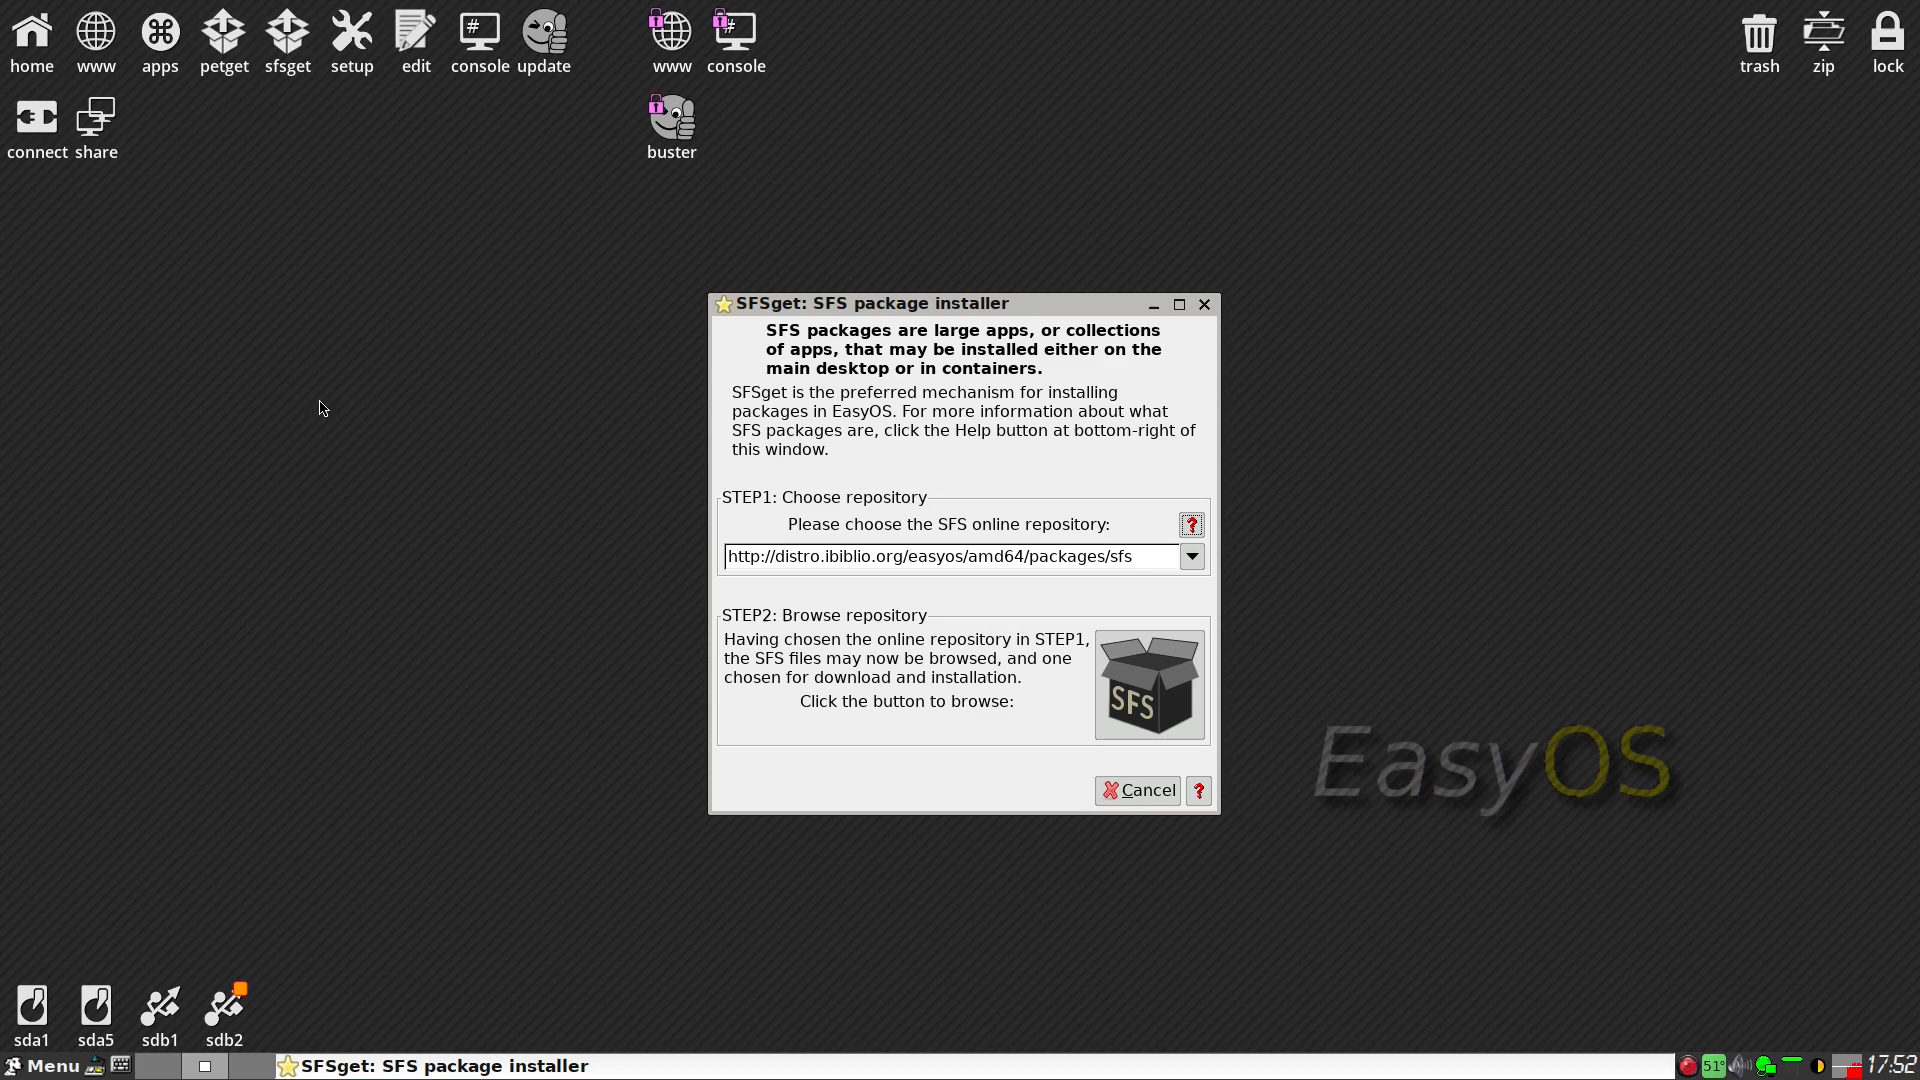 home
www
apps
petget
sfsget
setup
edit
# console
update
www
# console
trash
zip
lock
connect
share
buster
SFSget: SFS package installer
SFS packages are large apps, or collections
of apps, that may be installed either on the
main desktop or in containers.
SFSget is the preferred mechanism for installing
packages in EasyOS. For more information about what
SFS packages are, click the Help button at bottom-right of
this window.
STEP1: Choose repository
Please choose the SFS online repository:
?
http://distro.ibiblio.org/easyos/amd64/packages/sfs
STEP2: Browse repository
Having chosen the online repository in STEP1,
the SFS files may now be browsed, and one
chosen for download and installation.
Click the button to browse:
SFS
Cancel
?
EasyOS
sda1
sda5
sdb1
sdb2
Menu
SFSget: SFS package installer
51°
17:52